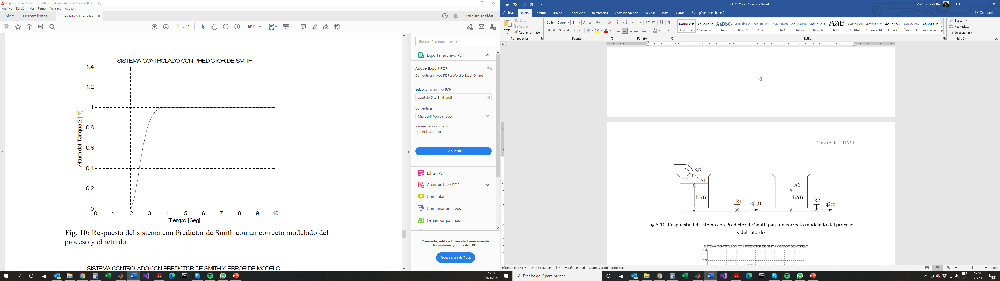 capitulo 5 Predictor de Smith.pdf - Adobe Acrobat Reader DC (32-bit)
Archivo Edición Ver Firmar Ventana Ayuda
Inicio Herramientas capitulo 5 Predictor... × Iniciar sesión
11 / 12 168%
SISTEMA CONTROLADO CON PREDICTOR DE SMITH
1.4
1.2
1
0.8
0.6
0.4
0.2
0
Altura del Tanque 2 [m]
0 1 2 3 4 5 6 7 8 9 10
Tiempo [Seg]
Fig. 10: Respuesta del sistema con Predictor de Smith con un correcto modelado del
proceso y el retardo.
SISTEMA CONTROLADO CON PREDICTOR DE SMITH Y ERROR DE MODELO
Buscar 'Reconocer texto'
Exportar archivo PDF
Adobe Export PDF
Convertir archivos PDF a Word o Excel Online
Seleccionar archivo PDF
capitulo 5...e Smith.pdf
Convertir a
Microsoft Word (*.docx)
Idioma del documento:
Español Cambiar
Convertir
Editar PDF
Crear archivo PDF
Comentar
Combinar archivos
Organizar páginas
Convierte, edita y firma electrónicamente
formularios y contratos PDF
Prueba gratis de 7 días
12:33
19/3/2021
cIII 2021 ver16.docx - Word
MaRCoS ToiBeRo
Archivo Inicio Insertar Diseño Disposición Referencias Correspondencia Revisar Vista Ayuda ¿Qué desea hacer? Compartir
Pegar
Cortar
Copiar
Copiar formato
Portapapeles
Calibri (Cuerp 11
N K S abc x₂ x²
Fuente
Párrafo
AaBbCcDc AaBbCcDc AaBbC AaBbCc AaBbCcI AaBbCcD AaBbCcD AaBbCcD AaB AaBbCcD AaBbCcDc AaBbCcDc AaBbCcDc AaBbCcDc
¶ Normal ¶ Sin espa... Título 1 Título 2 Título 3 Título 4 Título 5 Título 6 Título Subtítulo Énfasis sutil Énfasis Énfasis int... Texto en n...
Estilos
Buscar
Reemplazar
Seleccionar
Edición
118
Control III – UNSJ
q(t)
A1
h1(t)
R1
q1(t)
A2
h2(t)
R2
q2(t)
Fig.5.10. Respuesta del sistema con Predictor de Smith para un correcto modelado del proceso
y del retardo
SISTEMA CONTROLADO CON PREDICTOR DE SMITH Y ERROR DE MODELO
1.4
1.2
Página 113 de 115 21113 palabras Español (España - alfabetización tradicional) 140%
Escribe aquí para buscar
ESP
ES
12:33
19/3/2021
23